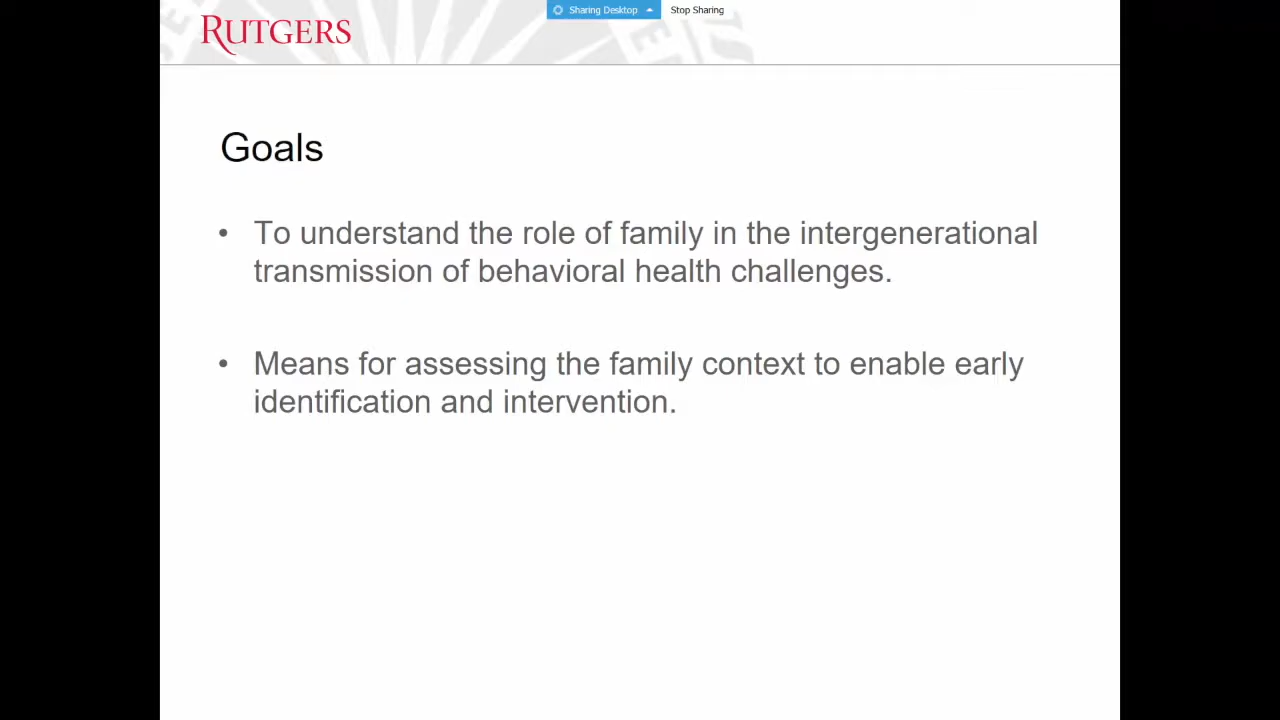 Sharing Desktop Stop Sharing
RUTGERS
Goals
• To understand the role of family in the intergenerational
transmission of behavioral health challenges.
• Means for assessing the family context to enable early
identification and intervention.